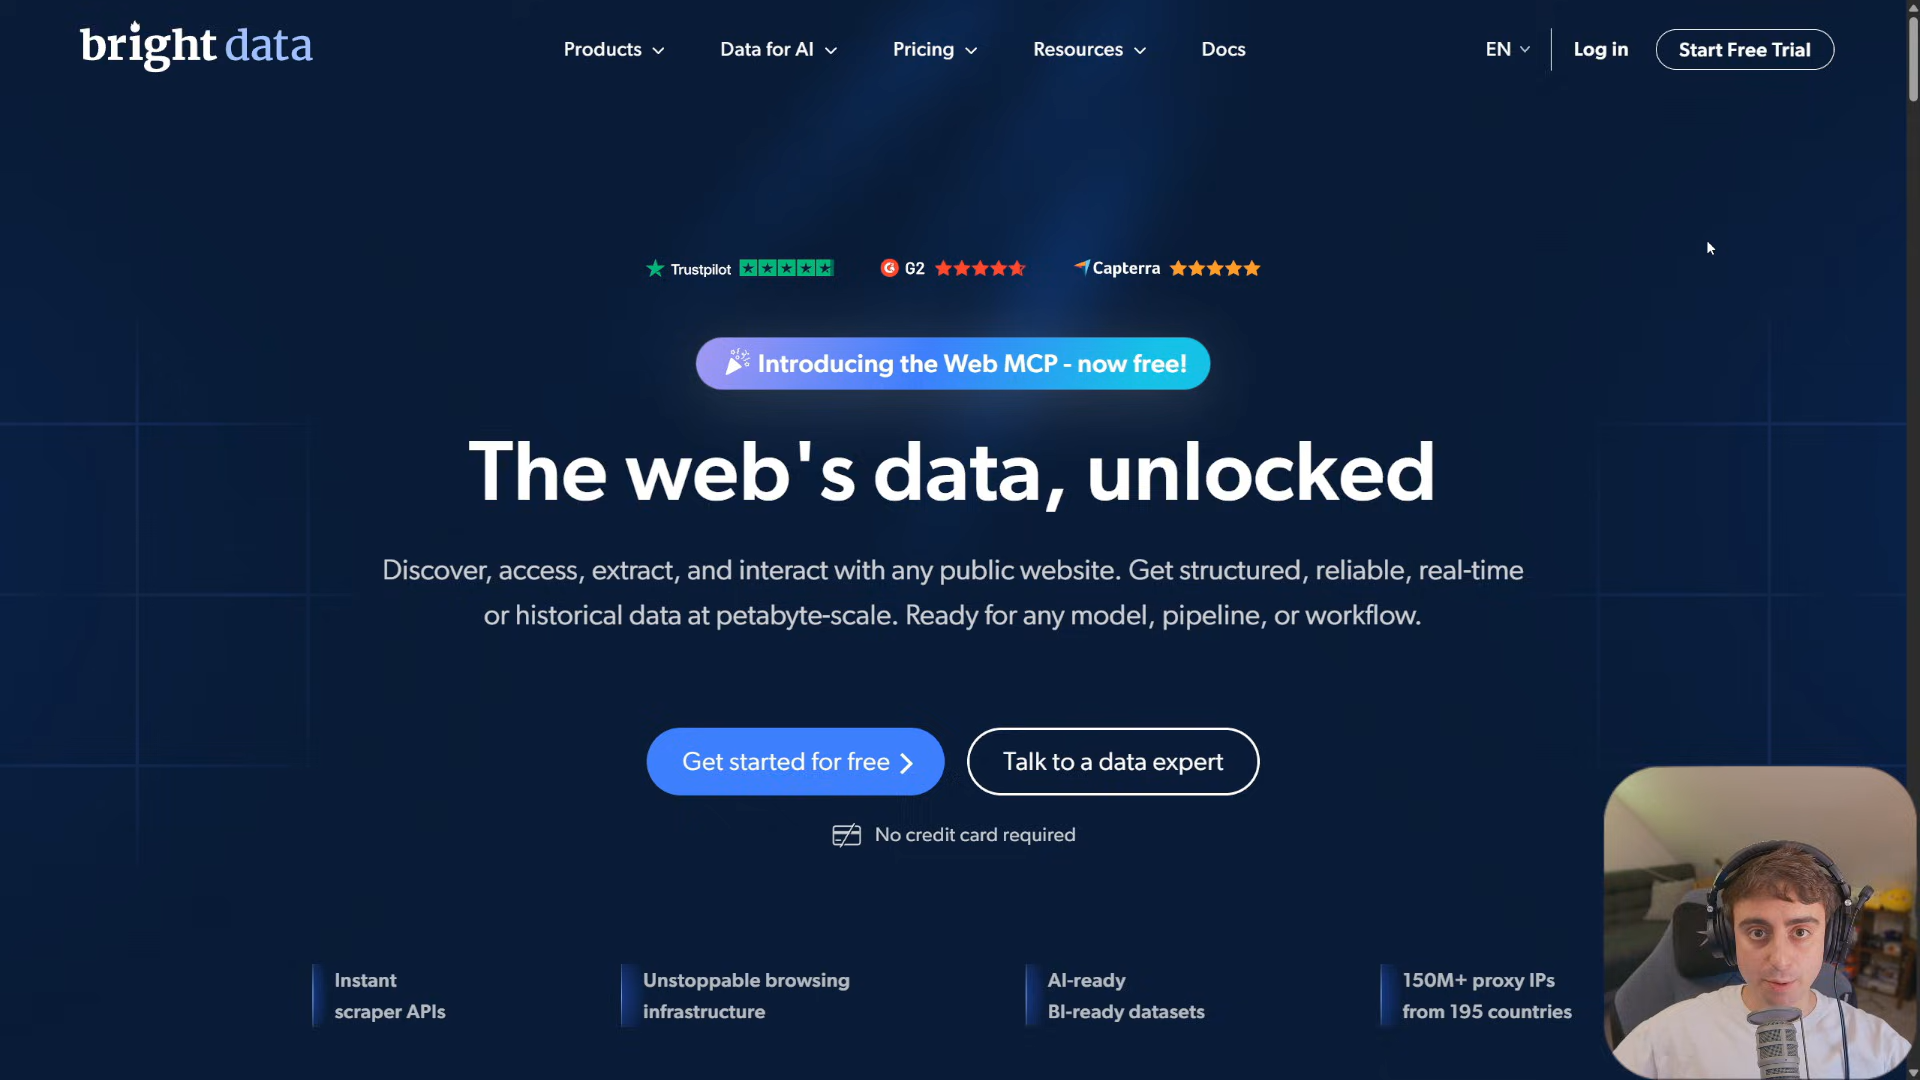 bright data
Products
Data for AI
Pricing
Resources
Docs
EN
Log in
Start Free Trial
Trustpilot
G2
Capterra
Introducing the Web MCP - now free!
The web's data, unlocked
Discover, access, extract, and interact with any public website. Get structured, reliable, real-time
or historical data at petabyte-scale. Ready for any model, pipeline, or workflow.
Get started for free
Talk to a data expert
No credit card required
Instant
scraper APIs
Unstoppable browsing
infrastructure
AI-ready
BI-ready datasets
150M+ proxy IPs
from 195 countries